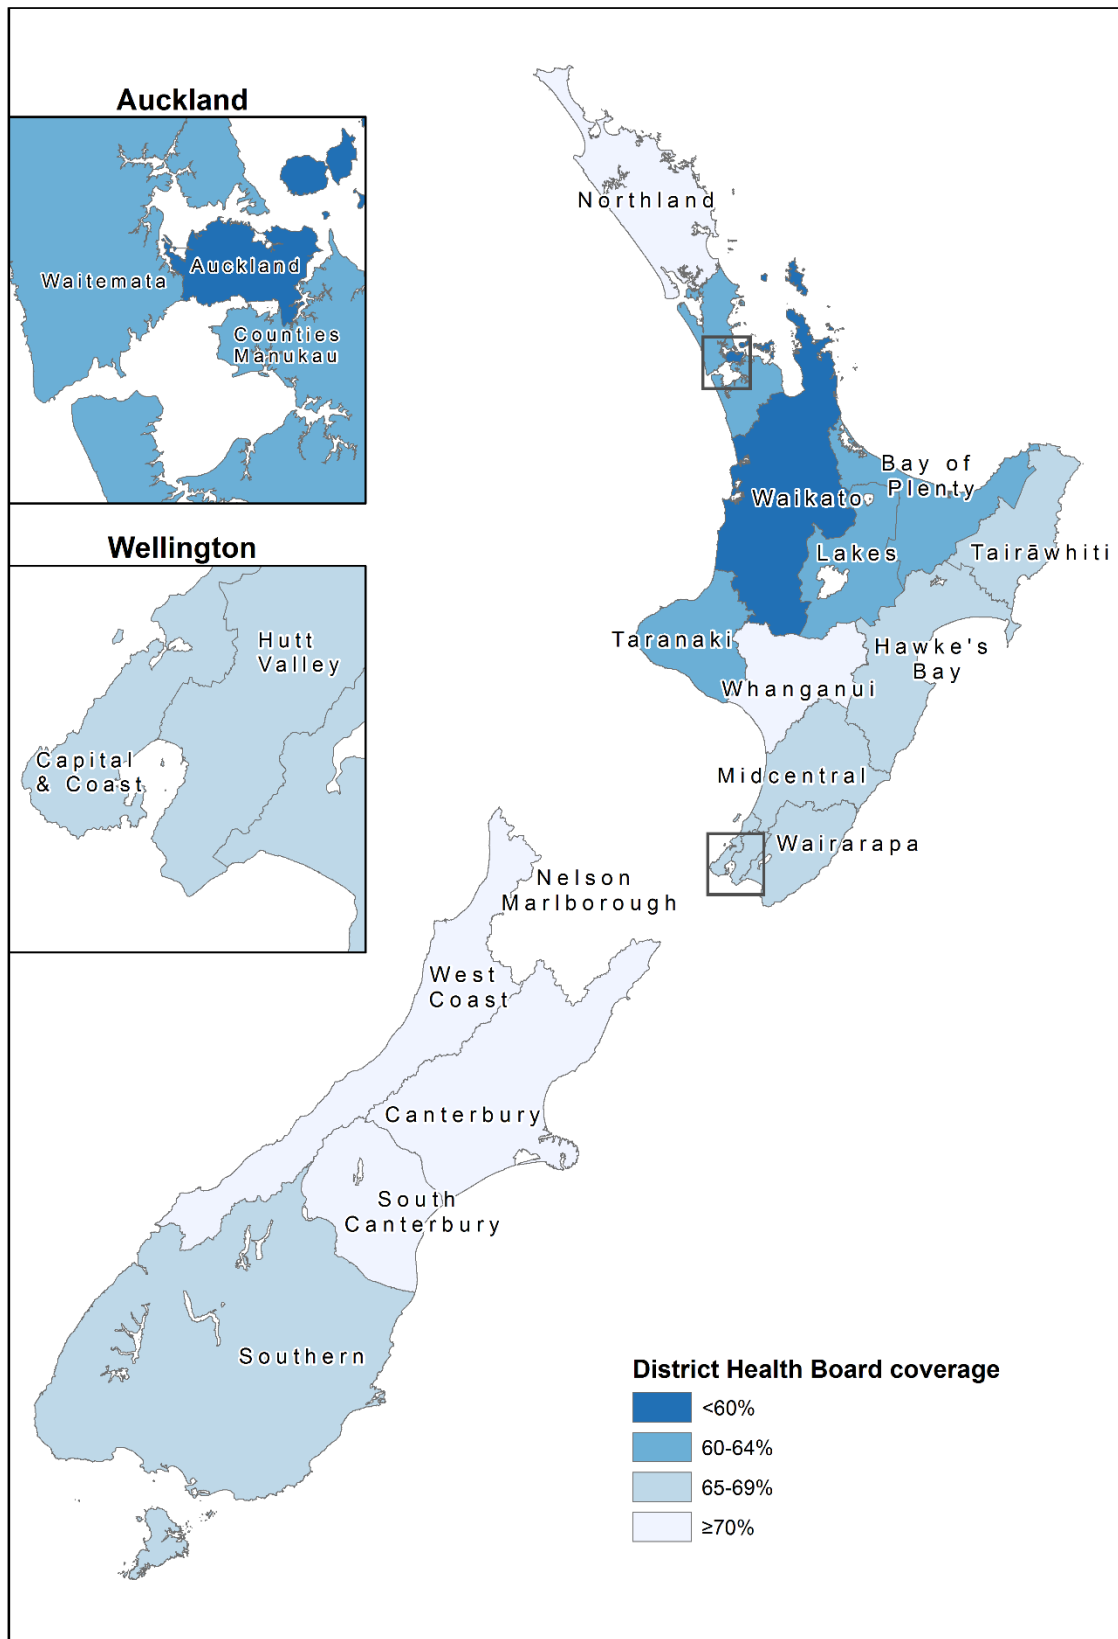 Auckland
Waitemata
Auckland
Counties
Manukau
Wellington
Hutt
Valley
Capital
& Coast
Northland
Bay of
Plenty
Waikato
Lakes
Tairāwhiti
Taranaki
Hawke's
Bay
Whanganui
Midcentral
Wairarapa
Nelson
Marlborough
West
Coast
Canterbury
South
Canterbury
Southern
District Health Board coverage
<60%
60-64%
65-69%
≥70%